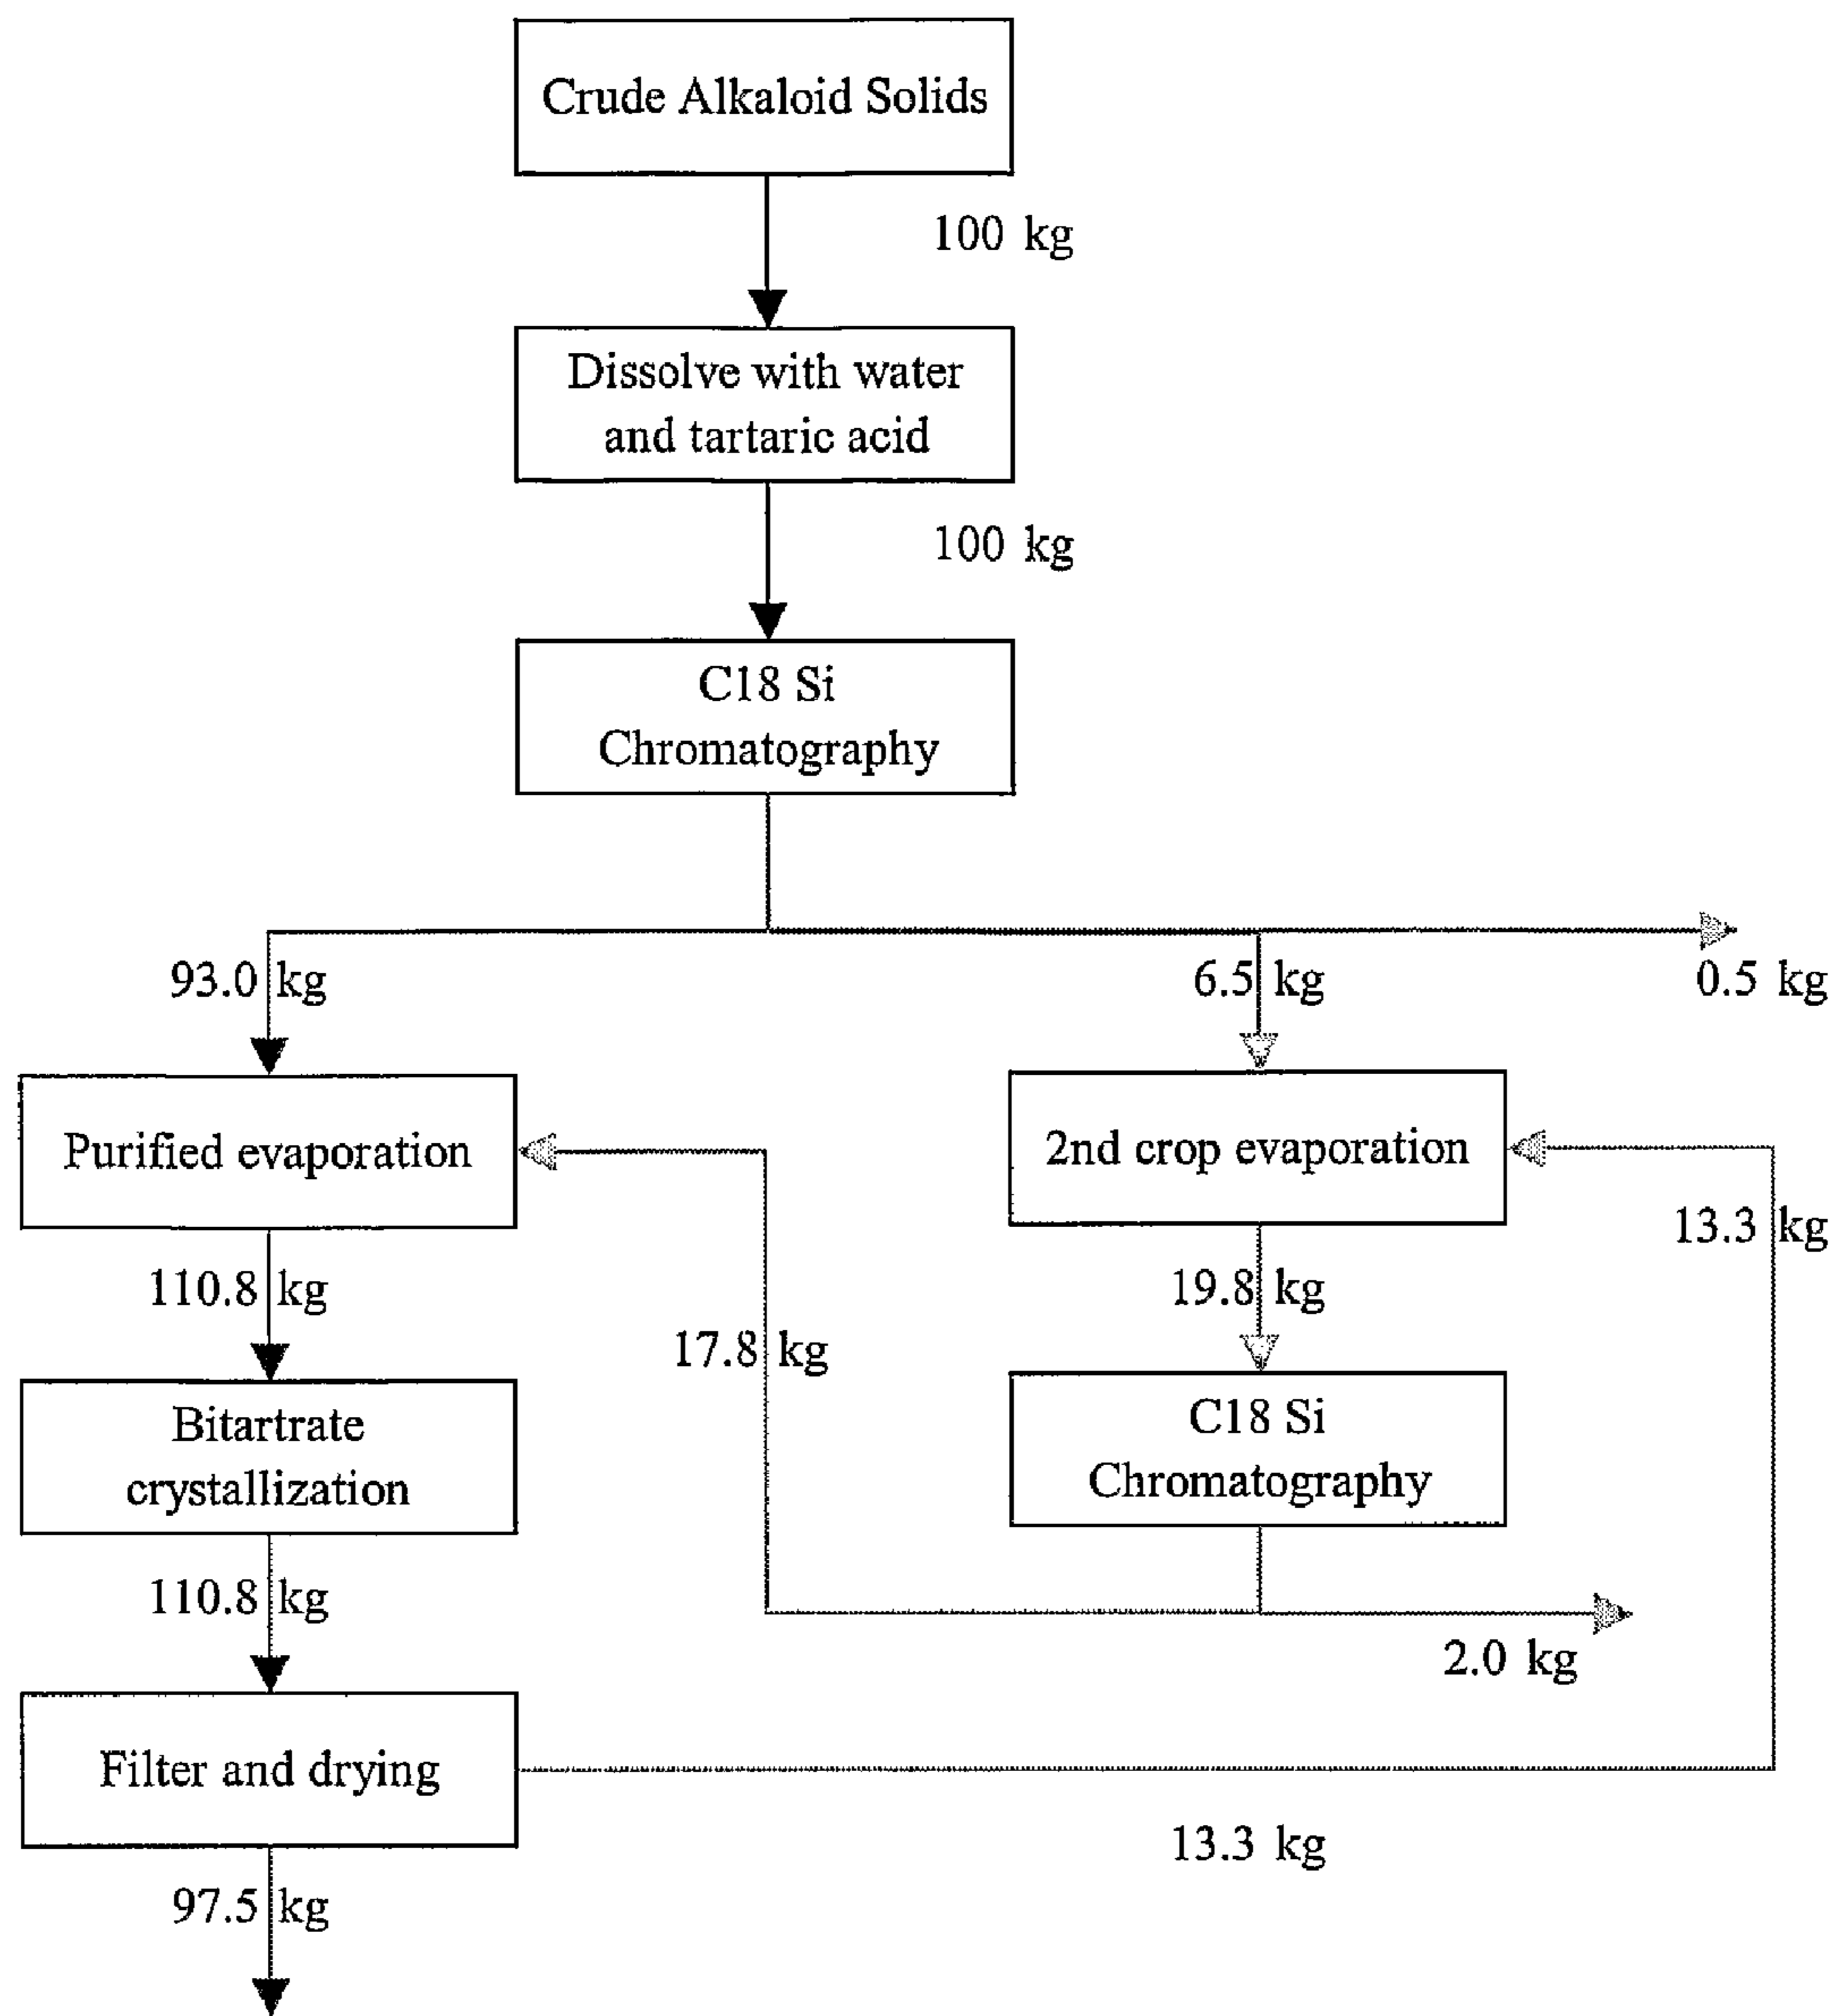 Crude Alkaloid Solids
100 kg
Dissolve with water
and tartaric acid
100 kg
C18 Si
Chromatography
93.0 kg
6.5 kg
0.5 kg
Purified evaporation
2nd crop evaporation
13.3 kg
110.8 kg
19.8 kg
17.8 kg
Bitartrate
crystallization
C18 Si
Chromatography
110.8 kg
2.0 kg
Filter and drying
13.3 kg
97.5 kg